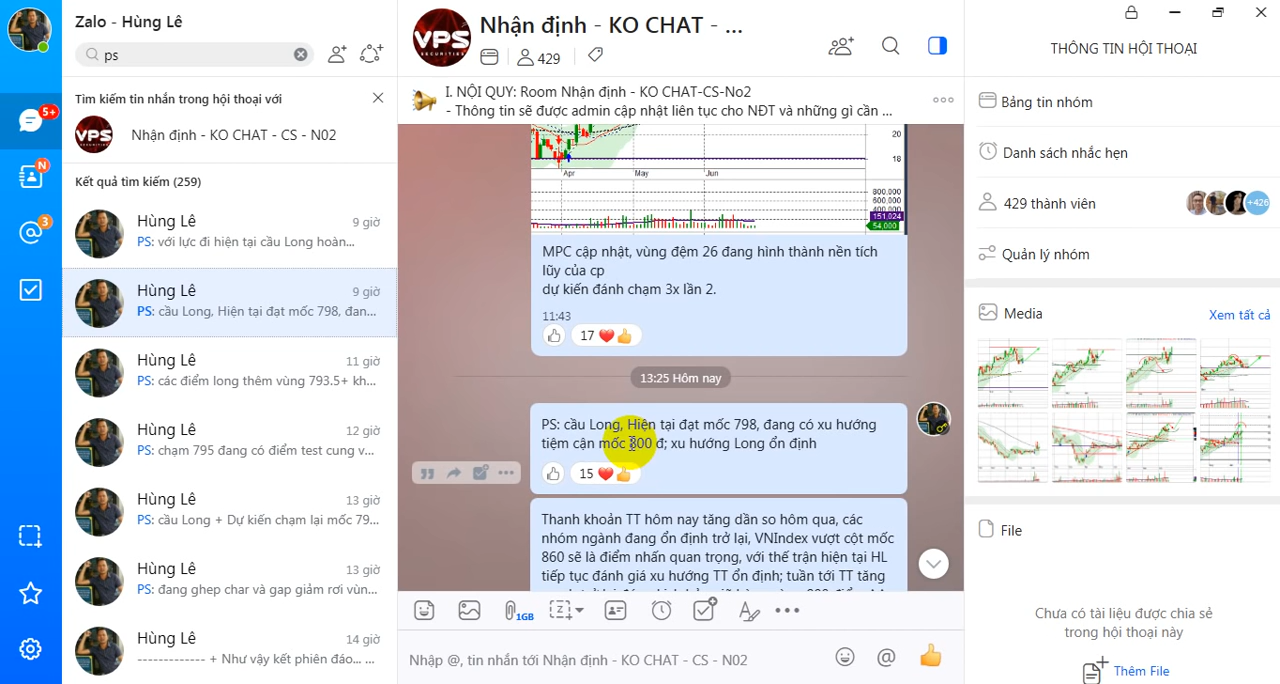 Zalo - Hùng Lê
ps
Tìm kiếm tin nhắn trong hội thoại với
VPS
SECURITIES
Nhận định - KO CHAT - CS - N02
Kết quả tìm kiếm (259)
Hùng Lê 9 giờ
PS: với lực đi hiện tại cầu Long hoàn...
Hùng Lê 9 giờ
PS: cầu Long, Hiện tại đạt mốc 798, đan...
Hùng Lê 11 giờ
PS: các điểm long thêm vùng 793.5+ kh...
Hùng Lê 12 giờ
PS: chạm 795 đang có điểm test cung v...
Hùng Lê 13 giờ
PS: cầu Long + Dự kiến chạm lại mốc 79...
Hùng Lê 13 giờ
PS: đang ghep char và gap giảm rơi vùn...
Hùng Lê 14 giờ
------------- + Như vậy kết phiên đáo... ...
5+
N
3
VPS
SECURITIES
Nhận định - KO CHAT - ...
429
I. NỘI QUY: Room Nhận định - KO CHAT-CS-No2
- Thông tin sẽ được admin cập nhật liên tục cho NĐT và những gì cần ...
20
18
Apr May Jun
800,000
600,000
400,000
151,024
54,000
MPC cập nhật, vùng đệm 26 đang hình thành nền tích
lũy của cp
dự kiến đánh chạm 3x lần 2.
11:43
17
13:25 Hôm nay
PS: cầu Long, Hiện tại đạt mốc 798, đang có xu hướng
tiệm cận mốc 800 đ; xu hướng Long ổn định
15
Thanh khoản TT hôm nay tăng dần so hôm qua, các
nhóm ngành đang ổn định trở lại, VNIndex vượt cột mốc
860 sẽ là điểm nhấn quan trọng, với thế trận hiện tại HL
tiếp tục đánh giá xu hướng TT ổn định; tuần tới TT tăng
1GB
Nhập @, tin nhắn tới Nhận định - KO CHAT - CS - N02
THÔNG TIN HỘI THOẠI
Bảng tin nhóm
Danh sách nhắc hẹn
429 thành viên
+426
Quản lý nhóm
Media Xem tất cả
File
Chưa có tài liệu được chia sẻ
trong hội thoại này
Thêm File